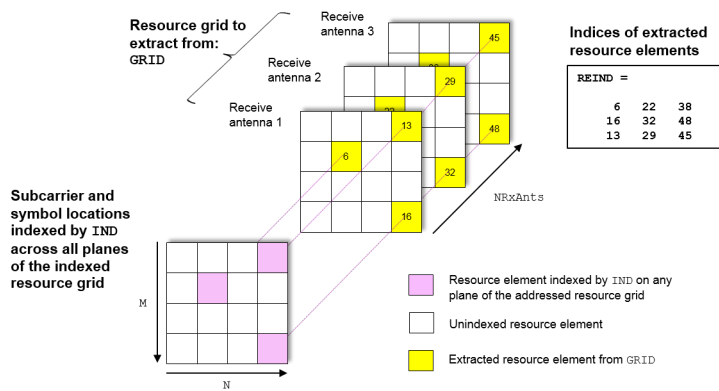 Resource grid to
extract from:
GRID
Receive
antenna 3
Receive
antenna 2
Receive
antenna 1
45
29
13
6
48
32
16
NRxAnts
Indices of extracted
resource elements
REIND =
6 22 38
16 32 48
13 29 45
Subcarrier and
symbol locations
indexed by IND
across all planes
of the indexed
resource grid
M
N
Resource element indexed by IND on any
plane of the addressed resource grid
Unindexed resource element
Extracted resource element from GRID